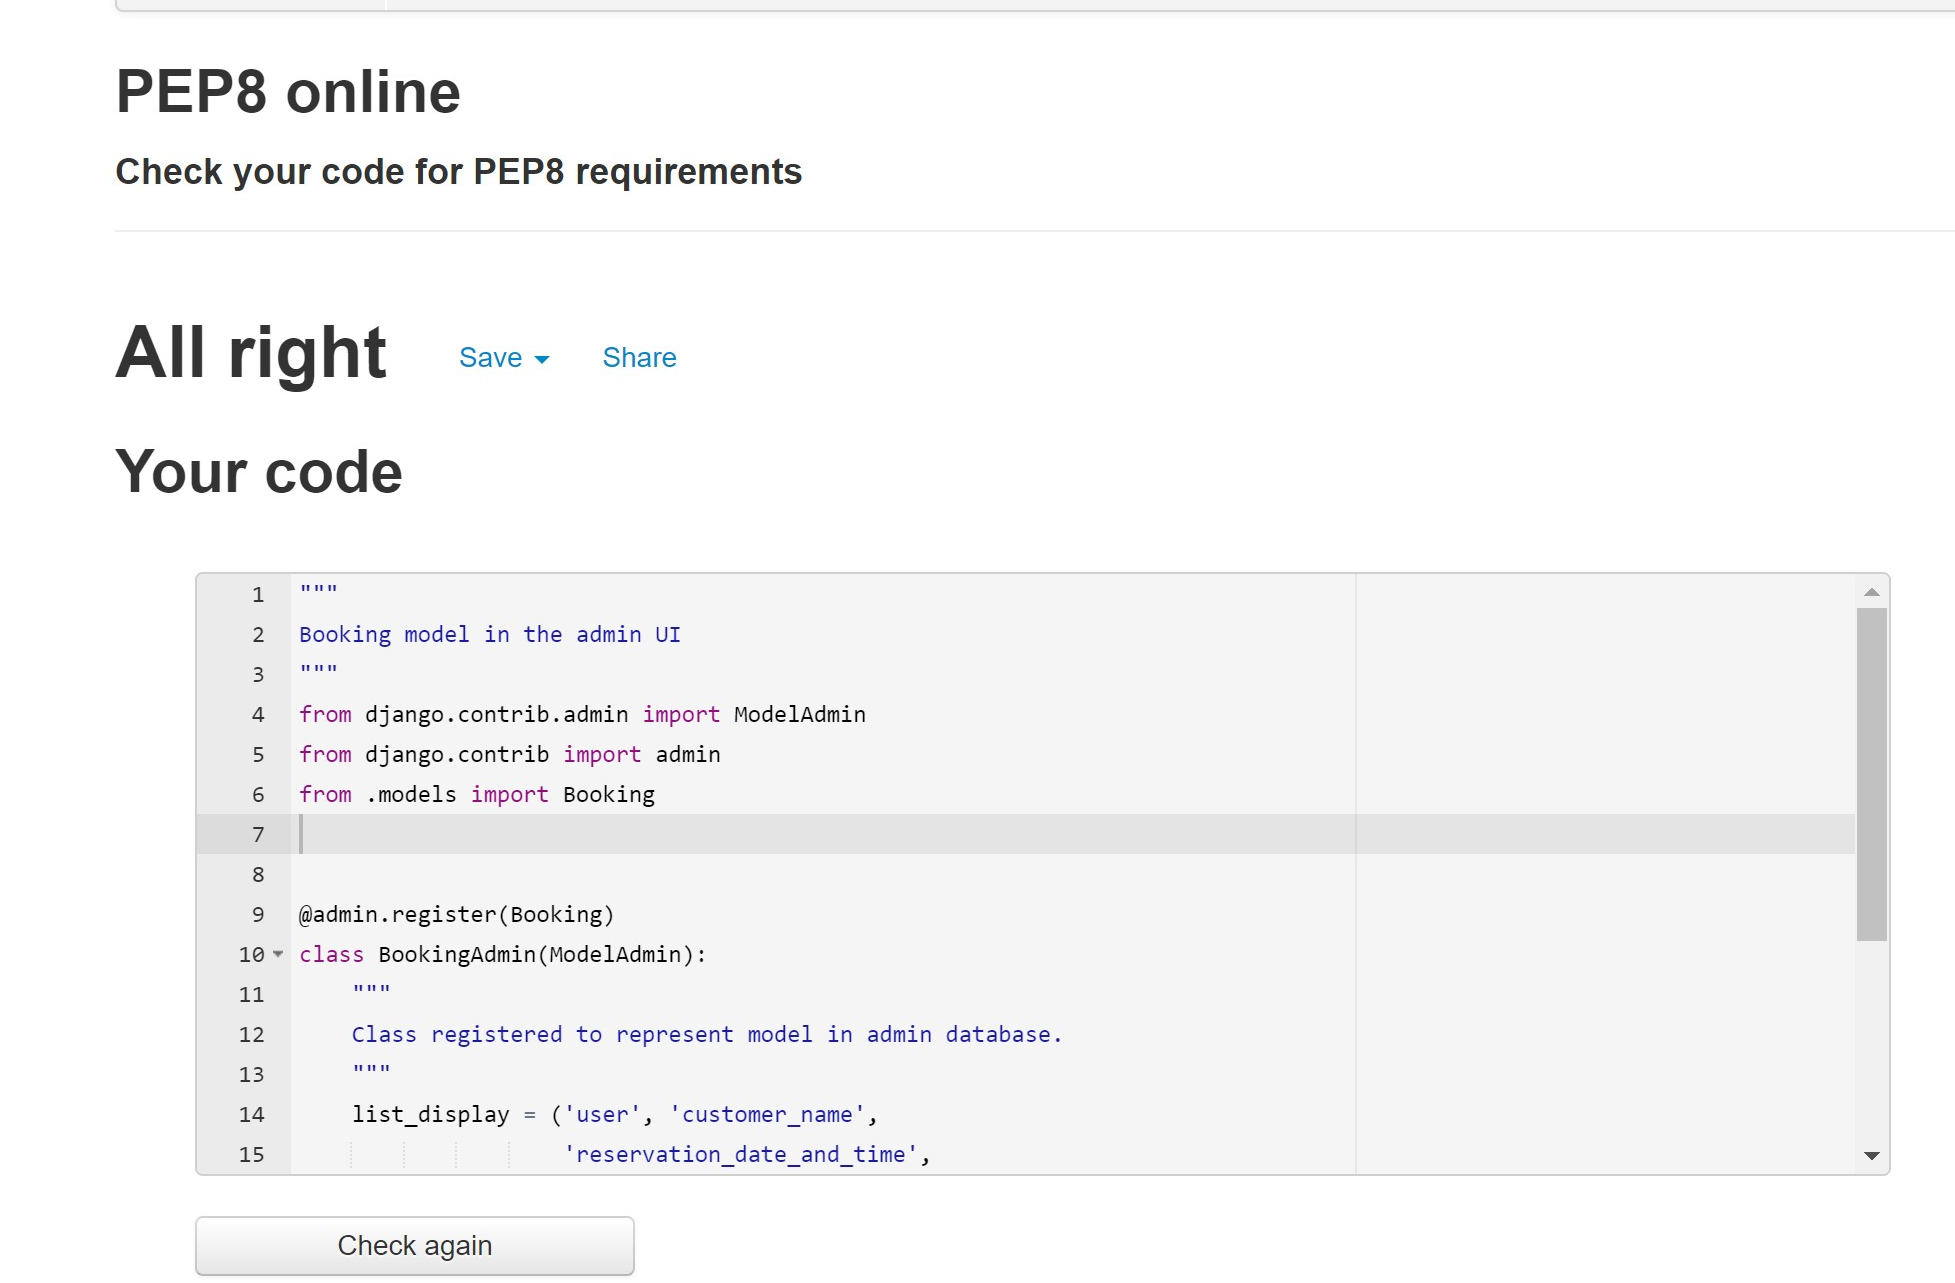 PEP8 online
Check your code for PEP8 requirements
All right Save Share
Your code
1 """
2 Booking model in the admin UI
3 """
4 from django.contrib.admin import ModelAdmin
5 from django.contrib import admin
6 from .models import Booking
7
8
9 @admin.register(Booking)
10 class BookingAdmin(ModelAdmin):
11     """
12     Class registered to represent model in admin database.
13     """
14     list_display = ('user', 'customer_name',
15                     'reservation_date_and_time',
Check again